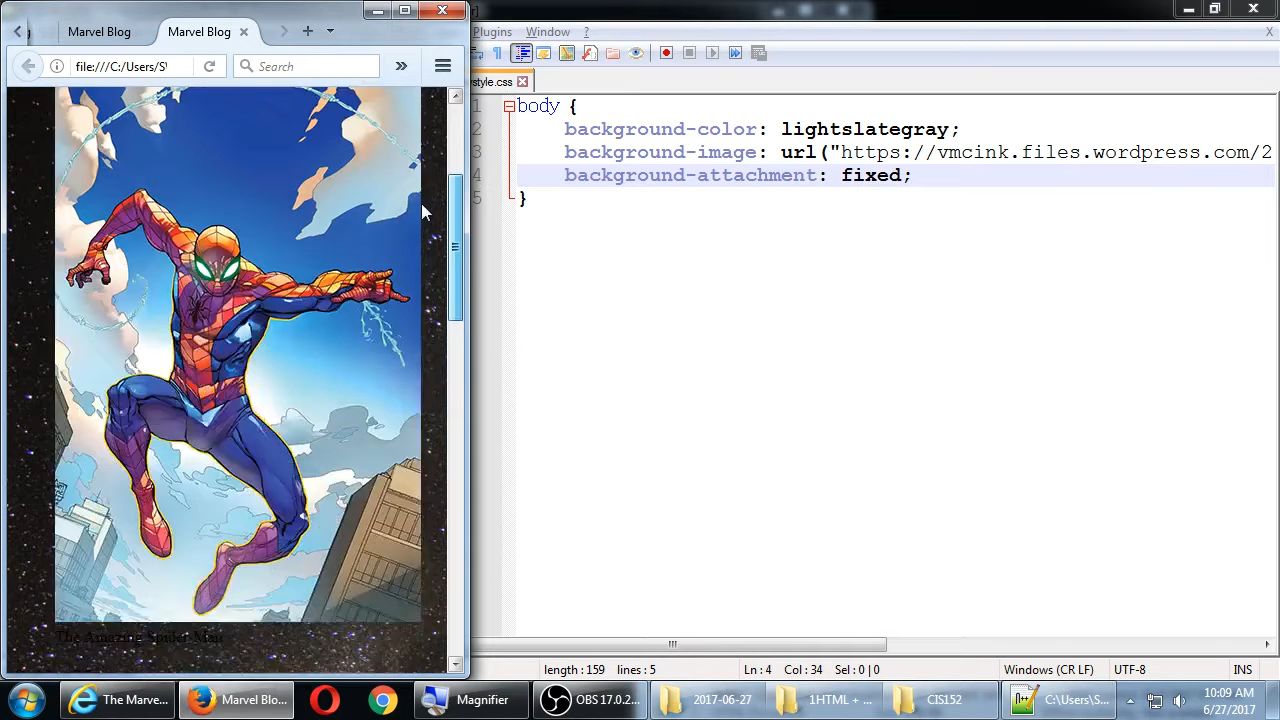 Marvel Blog
Marvel Blog
file:///C:/Users/S
Search
The Amazing Spider-Man
Plugins Window ? X
style.css
1 body {
2 background-color: lightslategray;
3 background-image: url("https://vmcink.files.wordpress.com/2
4 background-attachment: fixed;
5 }
length : 159 lines : 5
Ln : 4 Col : 34 Sel : 0 | 0
Windows (CR LF)
UTF-8
INS
The Marve...
Marvel Blo...
Magnifier
OBS 17.0.2...
2017-06-27
1HTML + ...
CIS152
C:\Users\S...
10:09 AM
6/27/2017